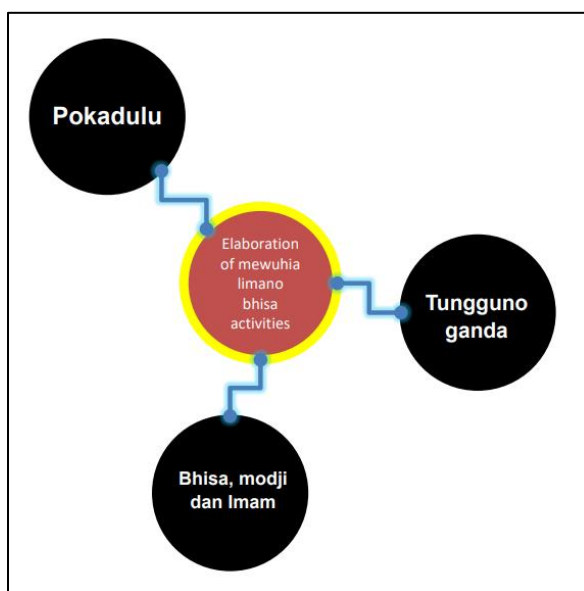 Pokadulu
Elaboration
of mewuhia
limano
bhisa
activities
Tungguno
ganda
Bhisa, modji
dan Imam